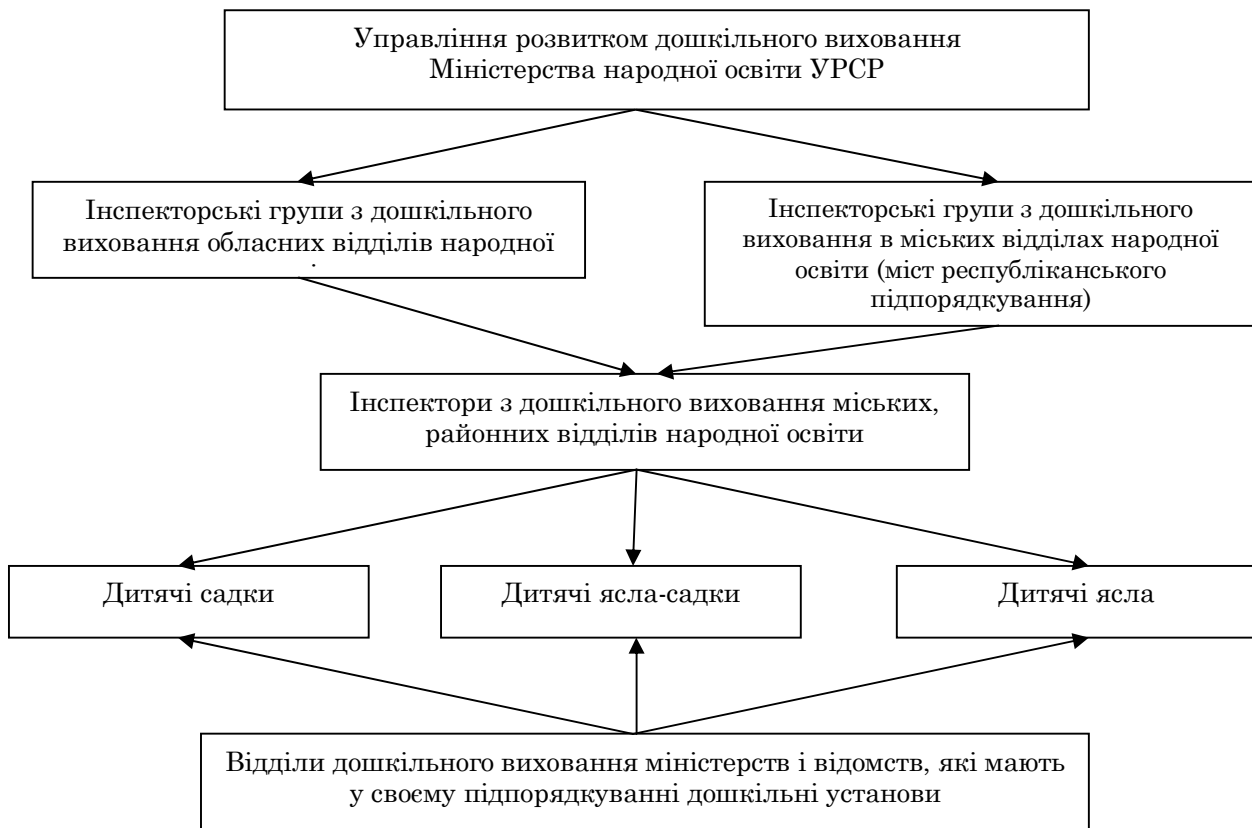 Управління розвитком дошкільного виховання
Міністерства народної освіти УРСР
Інспекторські групи з дошкільного
виховання обласних відділів народної
Інспекторські групи з дошкільного
виховання в міських відділах народної
освіти (міст республіканського
підпорядкування)
Інспектори з дошкільного виховання міських,
районних відділів народної освіти
Дитячі садки
Дитячі ясла-садки
Дитячі ясла
Відділи дошкільного виховання міністерств і відомств, які мають
у своєму підпорядкуванні дошкільні установи